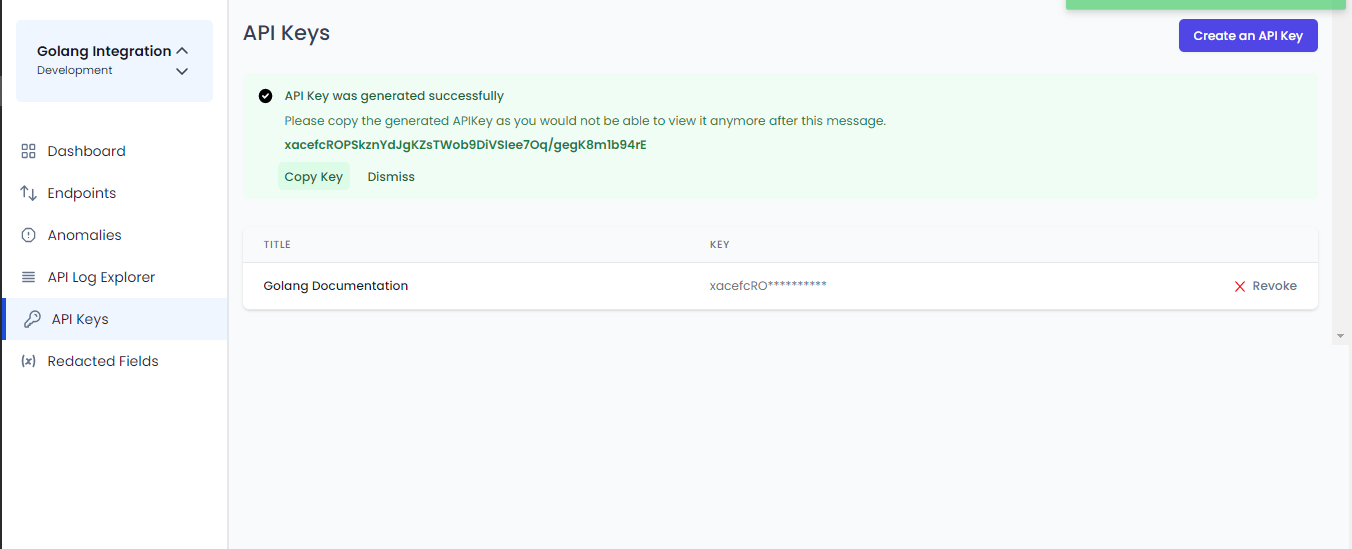 Golang Integration
Development
Dashboard
Endpoints
Anomalies
API Log Explorer
API Keys
Redacted Fields
API Keys
Create an API Key
API Key was generated successfully
Please copy the generated APIKey as you would not be able to view it anymore after this message.
xacefcROPSkznYdJgKZsTWob9DiVSIee7Oq/gegK8m1b94rE
Copy Key Dismiss
TITLE KEY
Golang Documentation xacefcRO********** Revoke